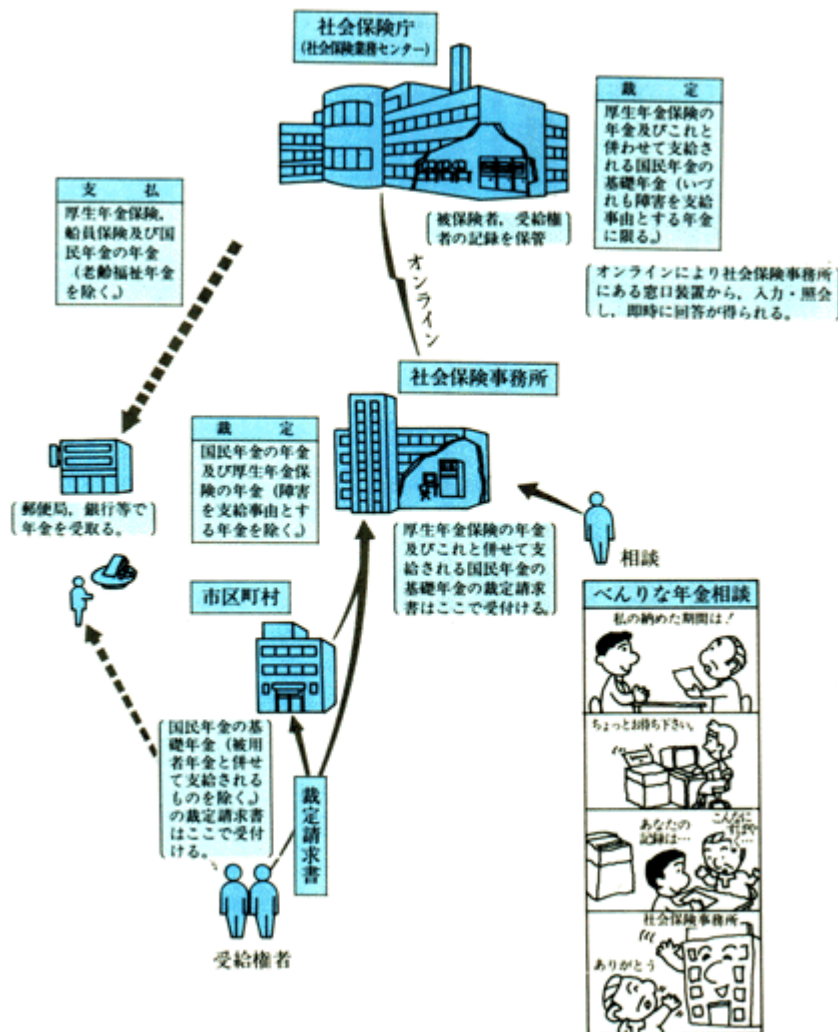 社会保険庁
(社会保険業務センター)
裁定
厚生年金保険の
年金及びこれと
併わせて支給さ
れる国民年金の
基礎年金(いづ
れも障害を支給
事由とする年金
に限る。)
支払
厚生年金保険,
船員保険及び国
民年金の年金
(老齢福祉年金
を除く。)
被保険者,受給権
者の記録を保管
オンラインにより社会保険事務所
にある窓口装置から,入力・照会
し,即時に回答が得られる。
オンライン
社会保険事務所
裁定
国民年金の年金
及び厚生年金保
険の年金(障害
を支給事由とす
る年金を除く。)
郵便局,銀行等で
年金を受取る。
厚生年金保険の年金
及びこれと併せて支
給される国民年金の
基礎年金の裁定請求
書はここで受付ける。
相談
市区町村
国民年金の基
礎年金(被用
者年金と併せ
て支給される
ものを除く。)
の裁定請求書
はここで受付
ける。
裁定請求書
受給権者
べんりな年金相談
私の納めた期間は!
ちょっとお待ち下さい。
あなたの
記録は…
こんなに
すばや
く…
社会保険事務所
ありがとう